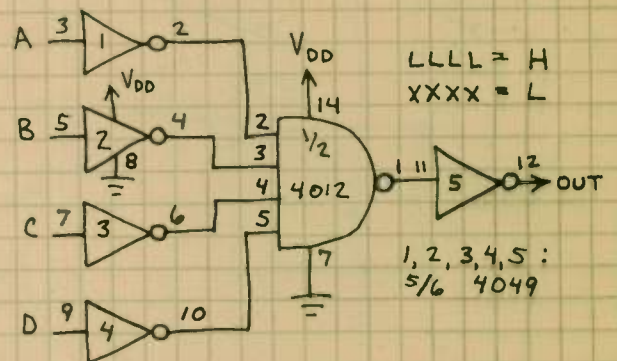 A 3 1 2
V_DD
B 5 2 4
8
C 7 3 6
D 9 4 10
V_DD
14
2
3
4
5
1/2
4012
7
1 11 5 12 OUT
LLLL = H
XXXX = L
1, 2, 3, 4, 5 :
5/6 4049